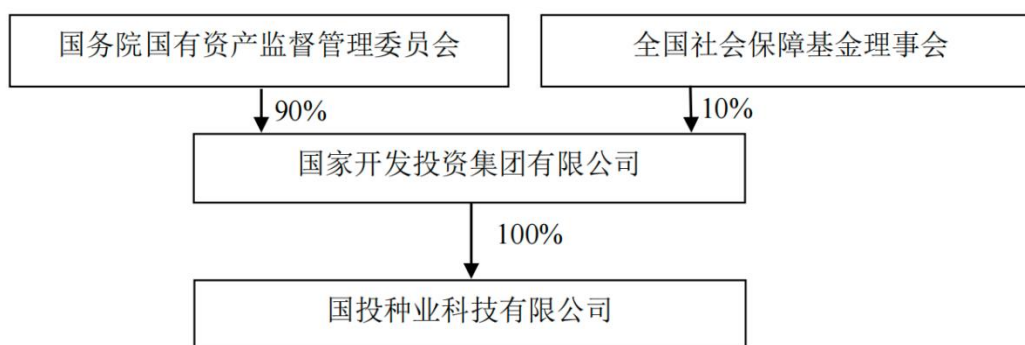 国务院国有资产监督管理委员会
全国社会保障基金理事会
90%
10%
国家开发投资集团有限公司
100%
国投种业科技有限公司